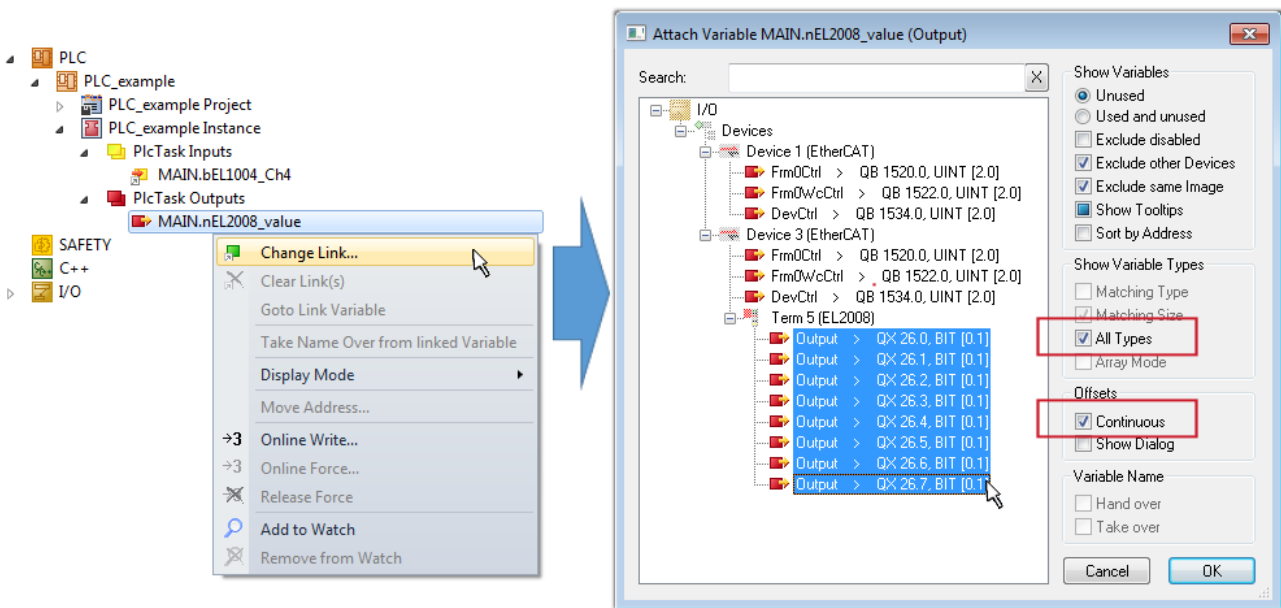 PLC
PLC_example
PLC_example Project
PLC_example Instance
PlcTask Inputs
MAIN.bEL1004_Ch4
PlcTask Outputs
MAIN.nEL2008_value
SAFETY
C++
I/O
Change Link...
Clear Link(s)
Goto Link Variable
Take Name Over from linked Variable
Display Mode
Move Address...
→3 Online Write...
→3 Online Force...
Release Force
Add to Watch
Remove from Watch
Attach Variable MAIN.nEL2008_value (Output)
Search:
X
I/O
Devices
Device 1 (EtherCAT)
Frm0Ctrl > QB 1520.0, UINT [2.0]
Frm0WcCtrl > QB 1522.0, UINT [2.0]
DevCtrl > QB 1534.0, UINT [2.0]
Device 3 (EtherCAT)
Frm0Ctrl > QB 1520.0, UINT [2.0]
Frm0WcCtrl > QB 1522.0, UINT [2.0]
DevCtrl > QB 1534.0, UINT [2.0]
Term 5 (EL2008)
Output > QX 26.0, BIT [0.1]
Output > QX 26.1, BIT [0.1]
Output > QX 26.2, BIT [0.1]
Output > QX 26.3, BIT [0.1]
Output > QX 26.4, BIT [0.1]
Output > QX 26.5, BIT [0.1]
Output > QX 26.6, BIT [0.1]
Output > QX 26.7, BIT [0.1]
Show Variables
Unused
Used and unused
Exclude disabled
Exclude other Devices
Exclude same Image
Show Tooltips
Sort by Address
Show Variable Types
Matching Type
Matching Size
All Types
Array Mode
Offsets
Continuous
Show Dialog
Variable Name
Hand over
Take over
Cancel
OK